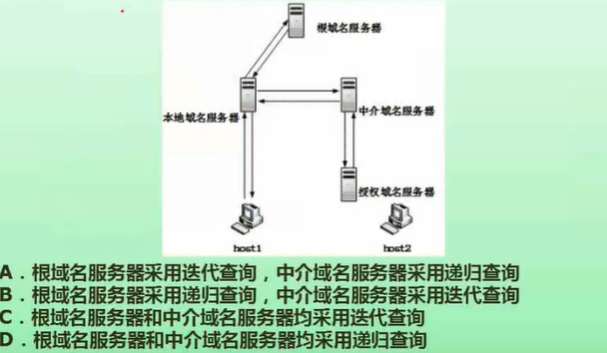 根域名服务器
本地域名服务器
中介域名服务器
授权域名服务器
host1
host2
A．根域名服务器采用迭代查询，中介域名服务器采用递归查询
B．根域名服务器采用递归查询，中介域名服务器采用迭代查询
C．根域名服务器和中介域名服务器均采用迭代查询
D．根域名服务器和中介域名服务器均采用递归查询